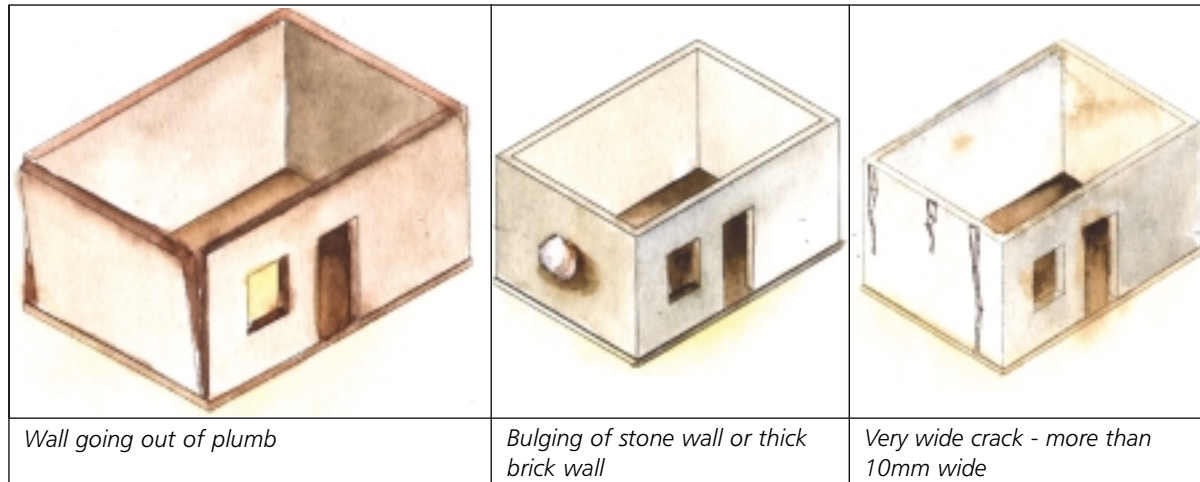 Wall going out of plumb
Bulging of stone wall or thick
brick wall
Very wide crack - more than
10mm wide